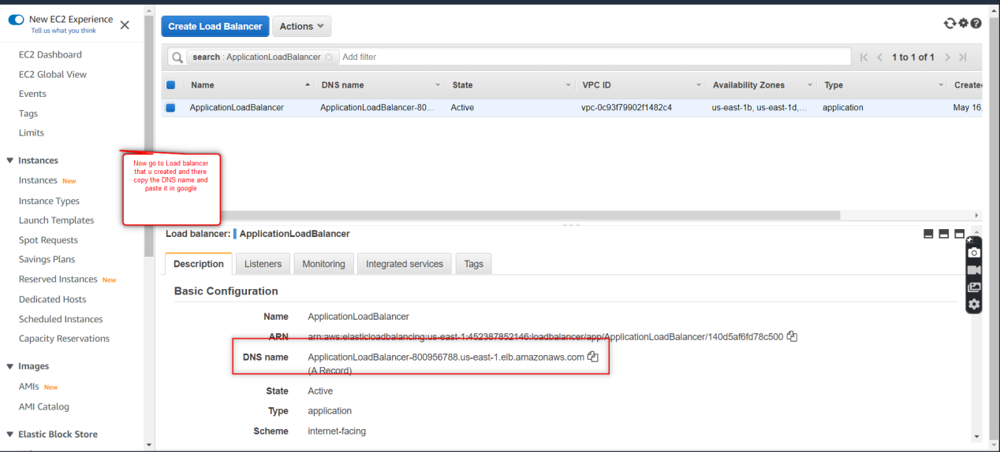 New EC2 Experience
Tell us what you think
EC2 Dashboard
EC2 Global View
Events
Tags
Limits
Instances
Instances New
Instance Types
Launch Templates
Spot Requests
Savings Plans
Reserved Instances New
Dedicated Hosts
Scheduled Instances
Capacity Reservations
Images
AMIs New
AMI Catalog
Elastic Block Store
Now go to Load balancer
that u created and there
copy the DNS name and
paste it in google
Create Load Balancer Actions
search : ApplicationLoadBalancer Add filter 1 to 1 of 1
Name DNS name State VPC ID Availability Zones Type Create
ApplicationLoadBalancer ApplicationLoadBalancer-80... Active vpc-0c93f79902f1482c4 us-east-1b, us-east-1d,... application May 16
Load balancer: ApplicationLoadBalancer
Description Listeners Monitoring Integrated services Tags
Basic Configuration
Name ApplicationLoadBalancer
ARN arn:aws:elasticloadbalancing:us-east-1:452387852146:loadbalancer/app/ApplicationLoadBalancer/140d5af6fd78c500
DNS name ApplicationLoadBalancer-800956788.us-east-1.elb.amazonaws.com
(A Record)
State Active
Type application
Scheme internet-facing